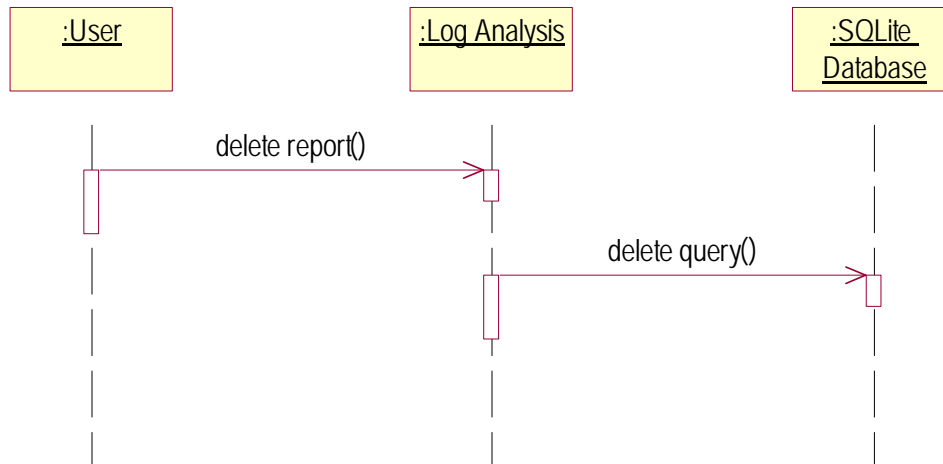 :User
:Log Analysis
:SQLite
Database
delete report()
delete query()